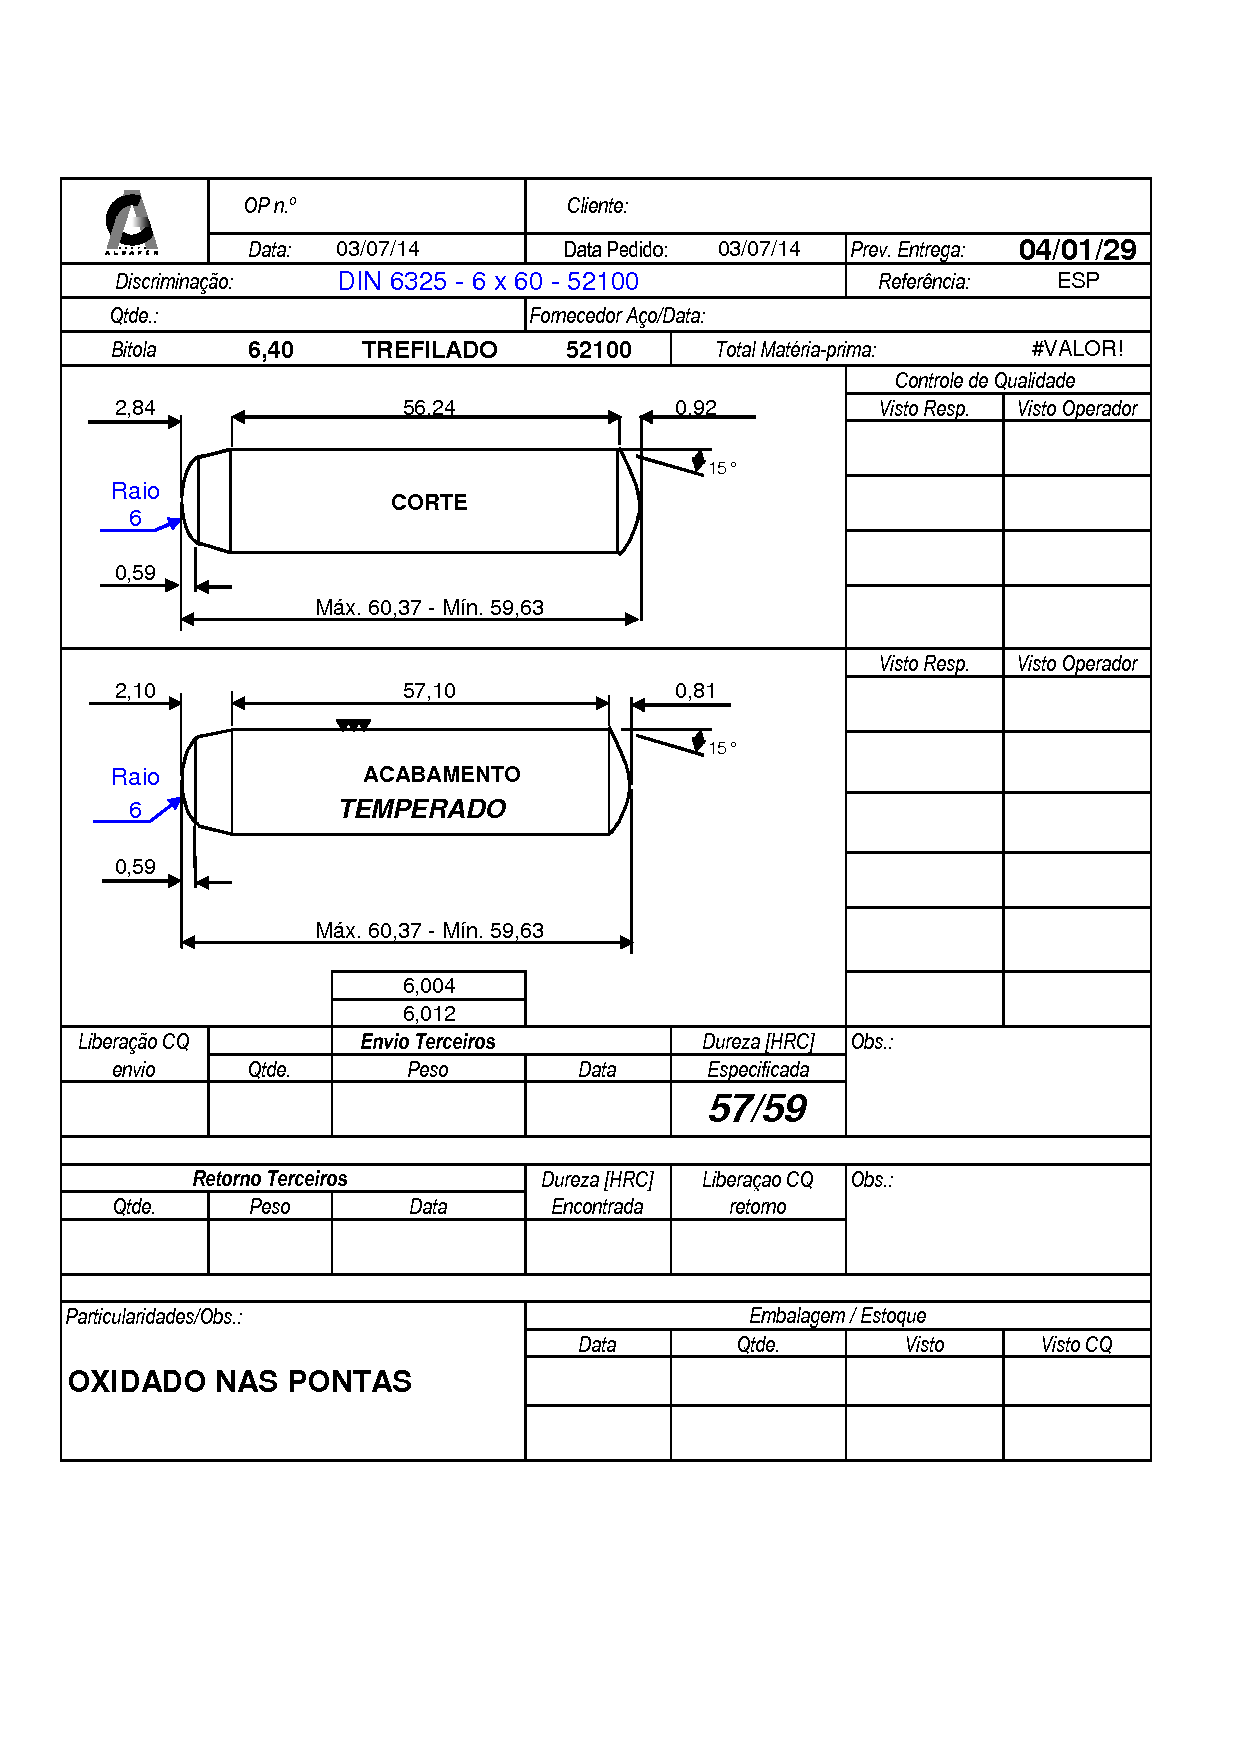 ALBAFER
OP n.º
Cliente:
Data: 03/07/14
Data Pedido: 03/07/14
Prev. Entrega: 04/01/29
Discriminação: DIN 6325 - 6 x 60 - 52100
Referência: ESP
Qtde.:
Fornecedor Aço/Data:
Bitola 6,40 TREFILADO 52100
Total Matéria-prima: #VALOR!
Controle de Qualidade
Visto Resp. Visto Operador
2,84 56,24 0,92
15 °
Raio
6
CORTE
0,59
Máx. 60,37 - Mín. 59,63
Visto Resp. Visto Operador
2,10 57,10 0,81
15 °
Raio
6
ACABAMENTO
TEMPERADO
0,59
Máx. 60,37 - Mín. 59,63
6,004
6,012
Liberação CQ
envio
Envio Terceiros
Qtde. Peso Data
Dureza [HRC]
Especificada
57/59
Obs.:
Retorno Terceiros
Qtde. Peso Data
Dureza [HRC]
Encontrada
Liberaçao CQ
retorno
Obs.:
Particularidades/Obs.:
OXIDADO NAS PONTAS
Embalagem / Estoque
Data Qtde. Visto Visto CQ